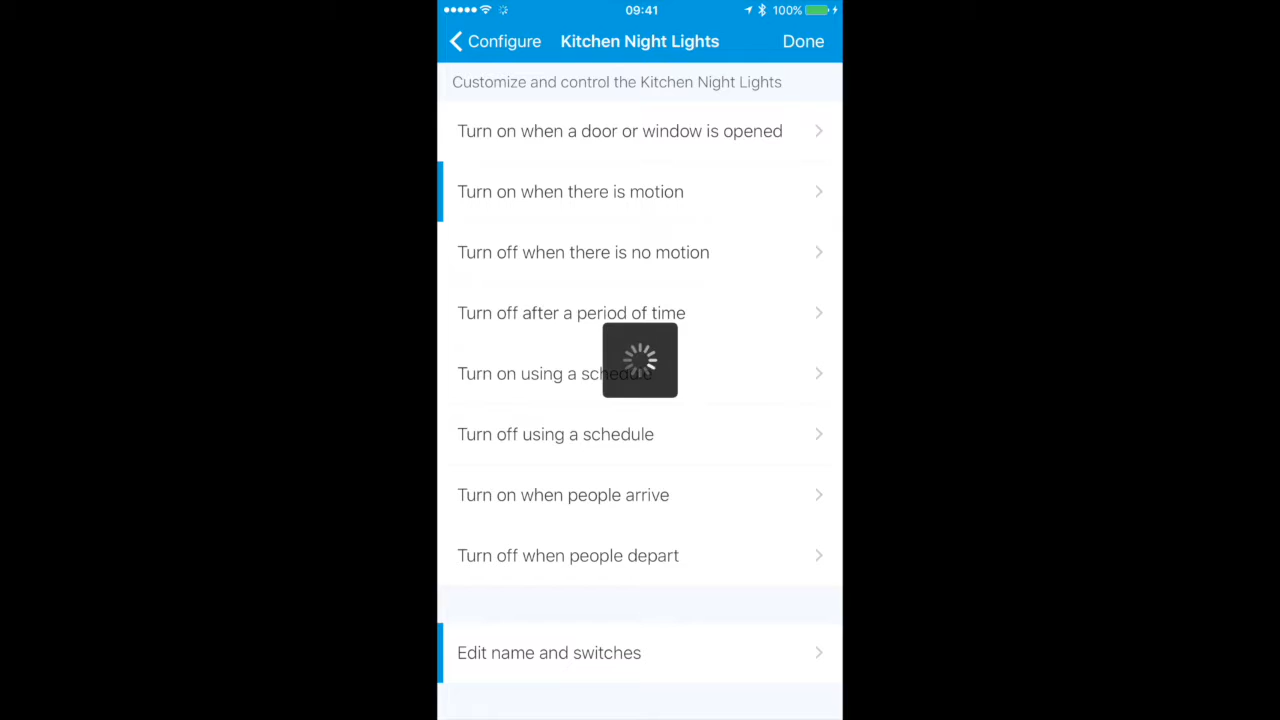 09:41
100%
Configure
Kitchen Night Lights
Done
Customize and control the Kitchen Night Lights
Turn on when a door or window is opened
Turn on when there is motion
Turn off when there is no motion
Turn off after a period of time
Turn on using a schedule
Turn off using a schedule
Turn on when people arrive
Turn off when people depart
Edit name and switches